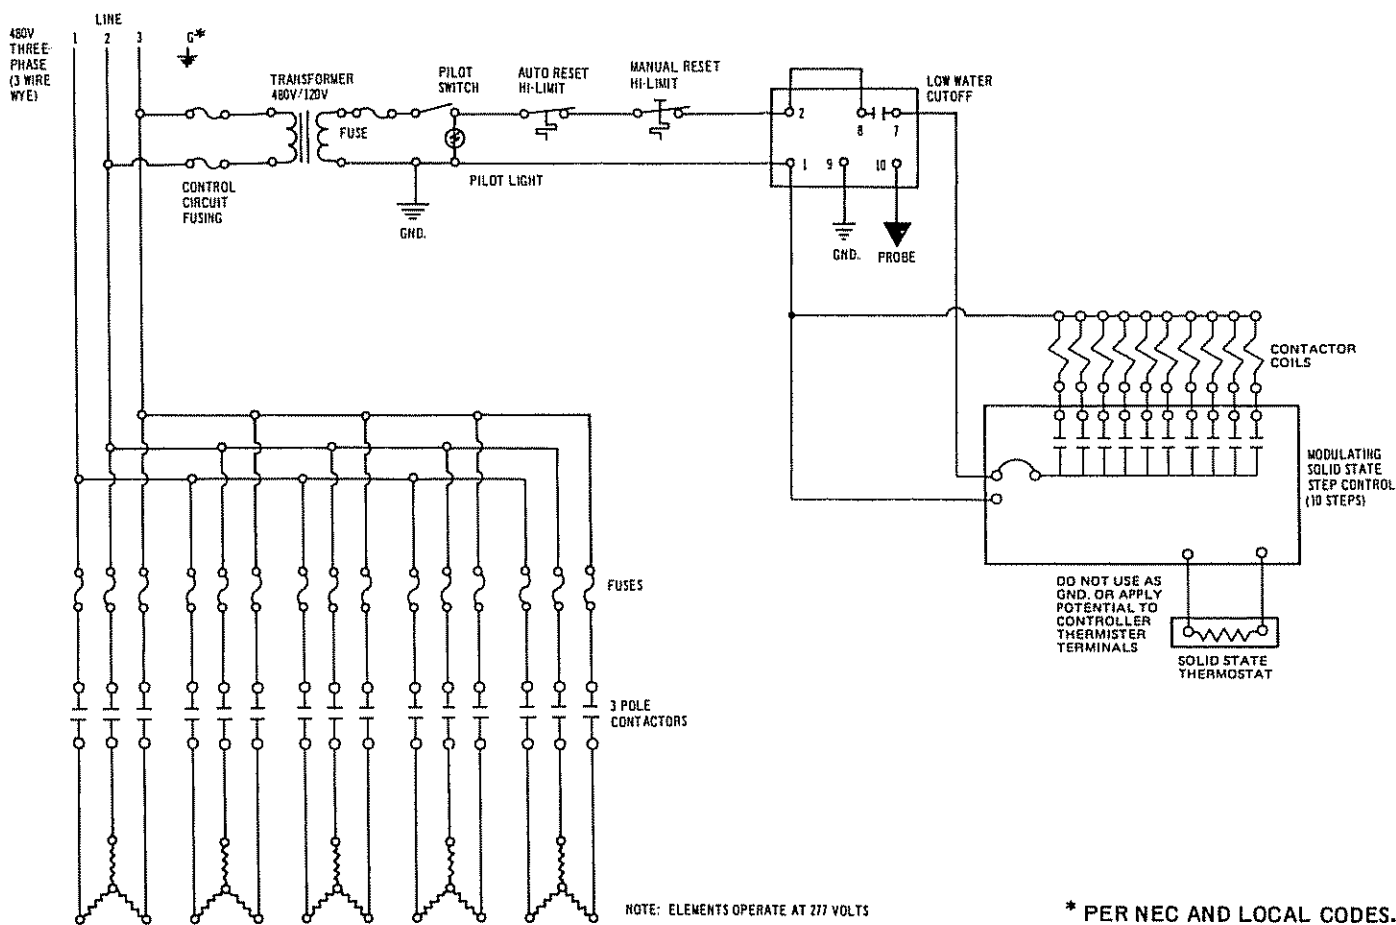 480V
THREE-
PHASE
(3 WIRE
WYE)
LINE
1 2 3 G*
TRANSFORMER
480V/120V
FUSE
CONTROL
CIRCUIT
FUSING
PILOT
SWITCH
PILOT LIGHT
GND.
AUTO RESET
HI-LIMIT
MANUAL RESET
HI-LIMIT
LOW WATER
CUTOFF
2 8 7
1 9 10
GND.
PROBE
CONTACTOR
COILS
MODULATING
SOLID STATE
STEP CONTROL
(10 STEPS)
DO NOT USE AS
GND. OR APPLY
POTENTIAL TO
CONTROLLER
THERMISTER
TERMINALS
SOLID STATE
THERMOSTAT
FUSES
3 POLE
CONTACTORS
NOTE: ELEMENTS OPERATE AT 277 VOLTS
* PER NEC AND LOCAL CODES.